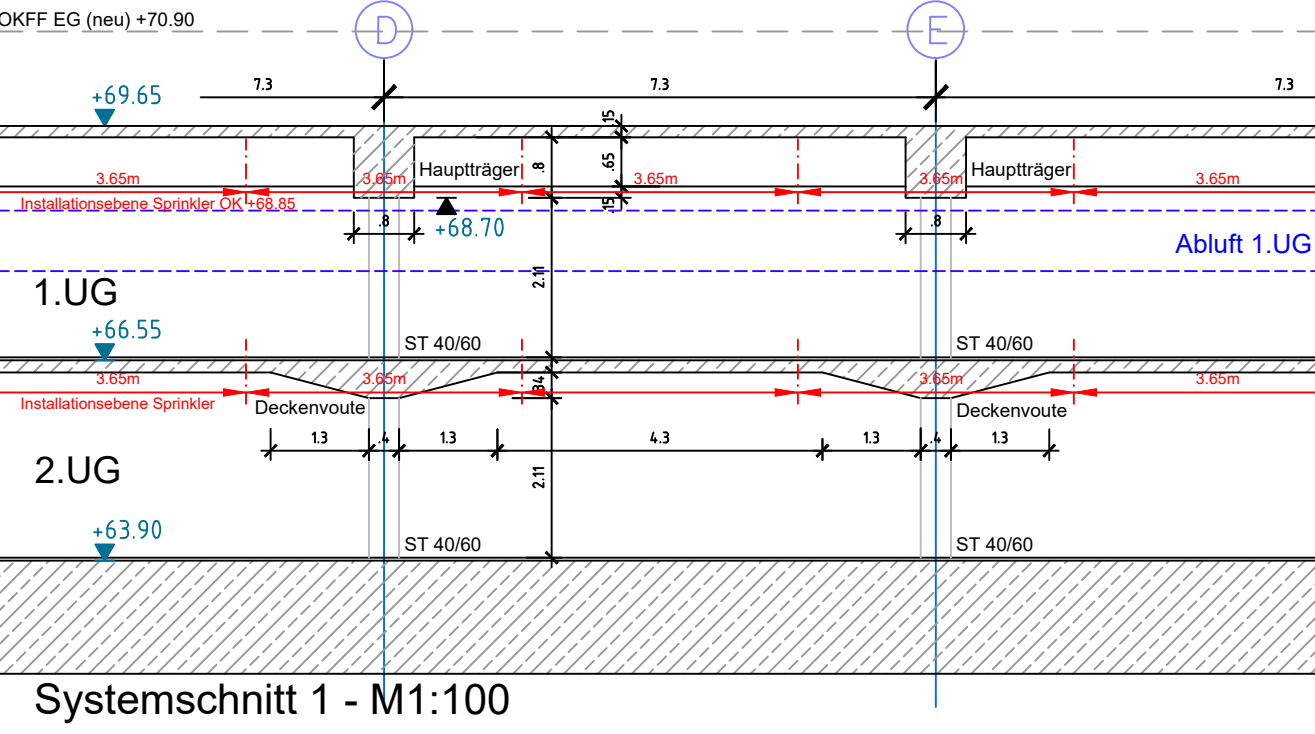 OKFF EG (neu) +70.90
D
E
+69.65
7.3
7.3
7.3
.15
Hauptträger
.8
.65
Hauptträger
3.65m
3.65m
3.65m
3.65m
3.65m
Installationsebene Sprinkler OK +68.85
.15
.8
+68.70
.8
Abluft 1.UG
2.11
1.UG
+66.55
ST 40/60
ST 40/60
3.65m
3.65m
.34
3.65m
3.65m
Installationsebene Sprinkler
Deckenvoute
Deckenvoute
1.3
.4
1.3
4.3
1.3
.4
1.3
2.UG
2.11
+63.90
ST 40/60
ST 40/60
Systemschnitt 1 - M1:100